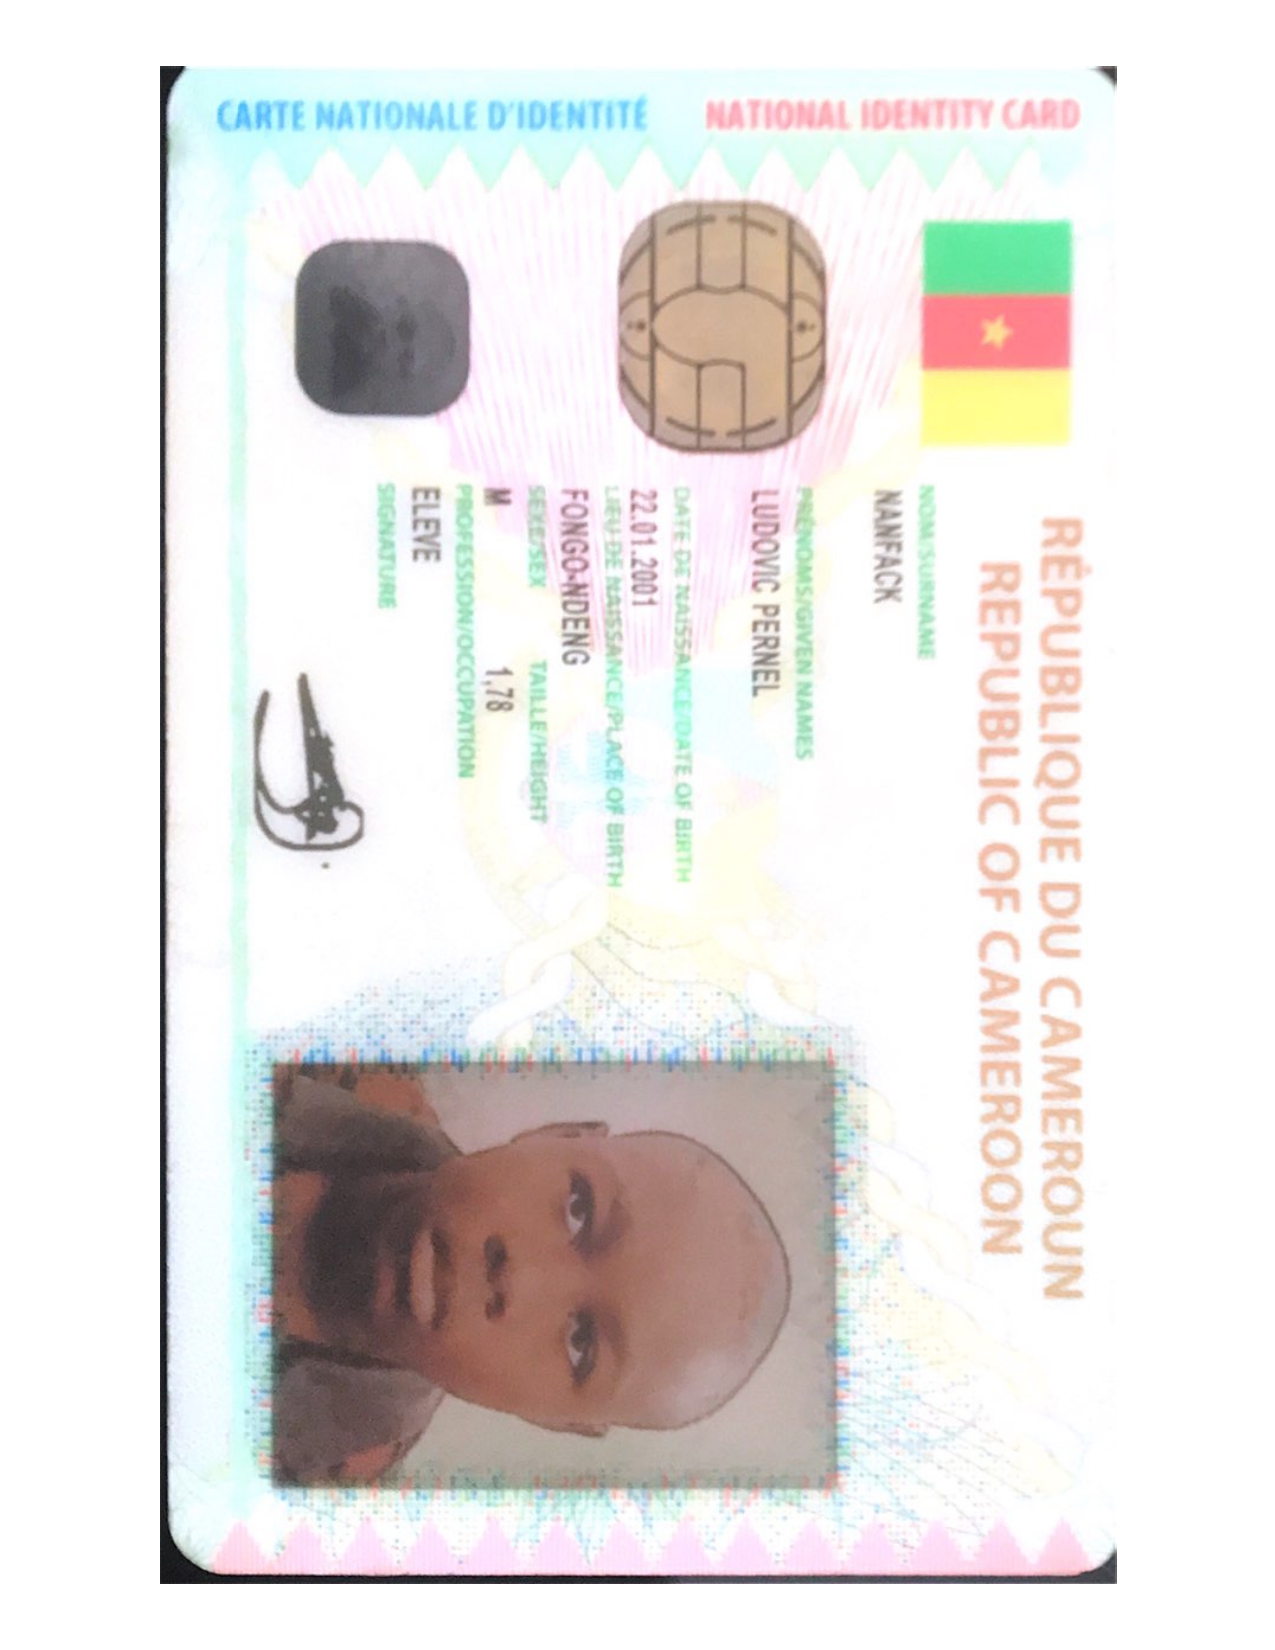 RÉPUBLIQUE DU CAMEROUN
REPUBLIC OF CAMEROON
NATIONAL IDENTITY CARD
CARTE NATIONALE D'IDENTITÉ
NOM/SURNAME
NANFACK
PRÉNOMS/GIVEN NAMES
LUDOVIC PERNEL
DATE DE NAISSANCE/DATE OF BIRTH
22.01.2001
LIEU DE NAISSANCE/PLACE OF BIRTH
FONGO-NDENG
SEXE/SEX TAILLE/HEIGHT
M 1,78
PROFESSION/OCCUPATION
ELEVE
SIGNATURE